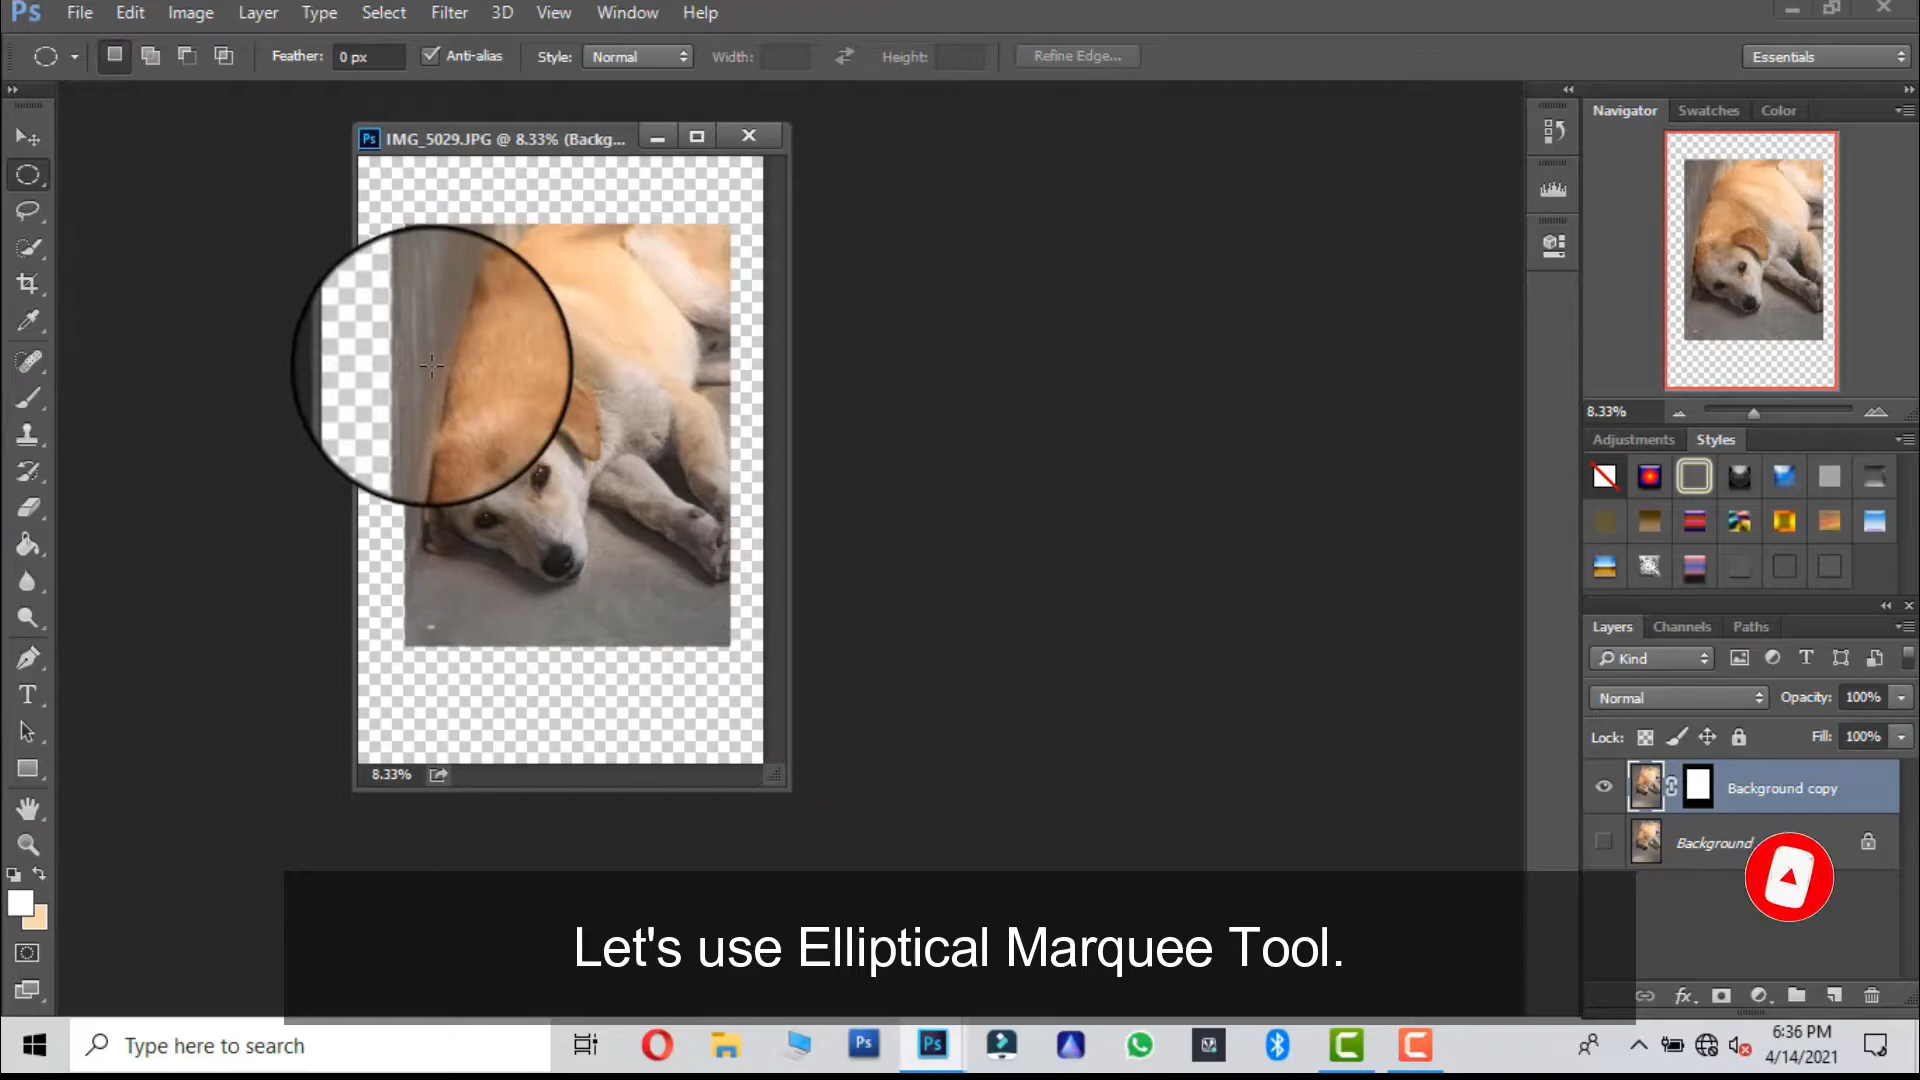 Ps File Edit Image Layer Type Select Filter 3D View Window Help
Feather: 0 px Anti-alias Style: Normal Width: Height: Refine Edge... Essentials
Navigator Swatches Color
Ps IMG_5029.JPG @ 8.33% (Backg...
8.33%
Adjustments Styles
Layers Channels Paths
Kind
Normal Opacity: 100%
Lock: Fill: 100%
8.33%
Background copy
Background
Let's use Elliptical Marquee Tool.
Type here to search
Ps Ps
6:36 PM
4/14/2021